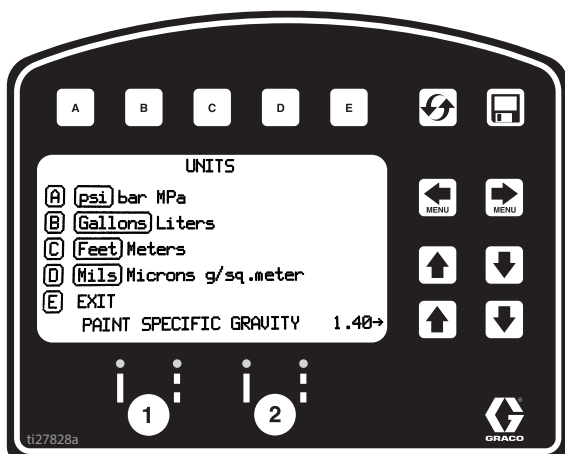 A B C D E
UNITS
A psi bar MPa
B Gallons Liters
C Feet Meters
D Mils Microns g/sq.meter
E EXIT
PAINT SPECIFIC GRAVITY 1.40→
MENU MENU
1 2
ti27828a
GRACO